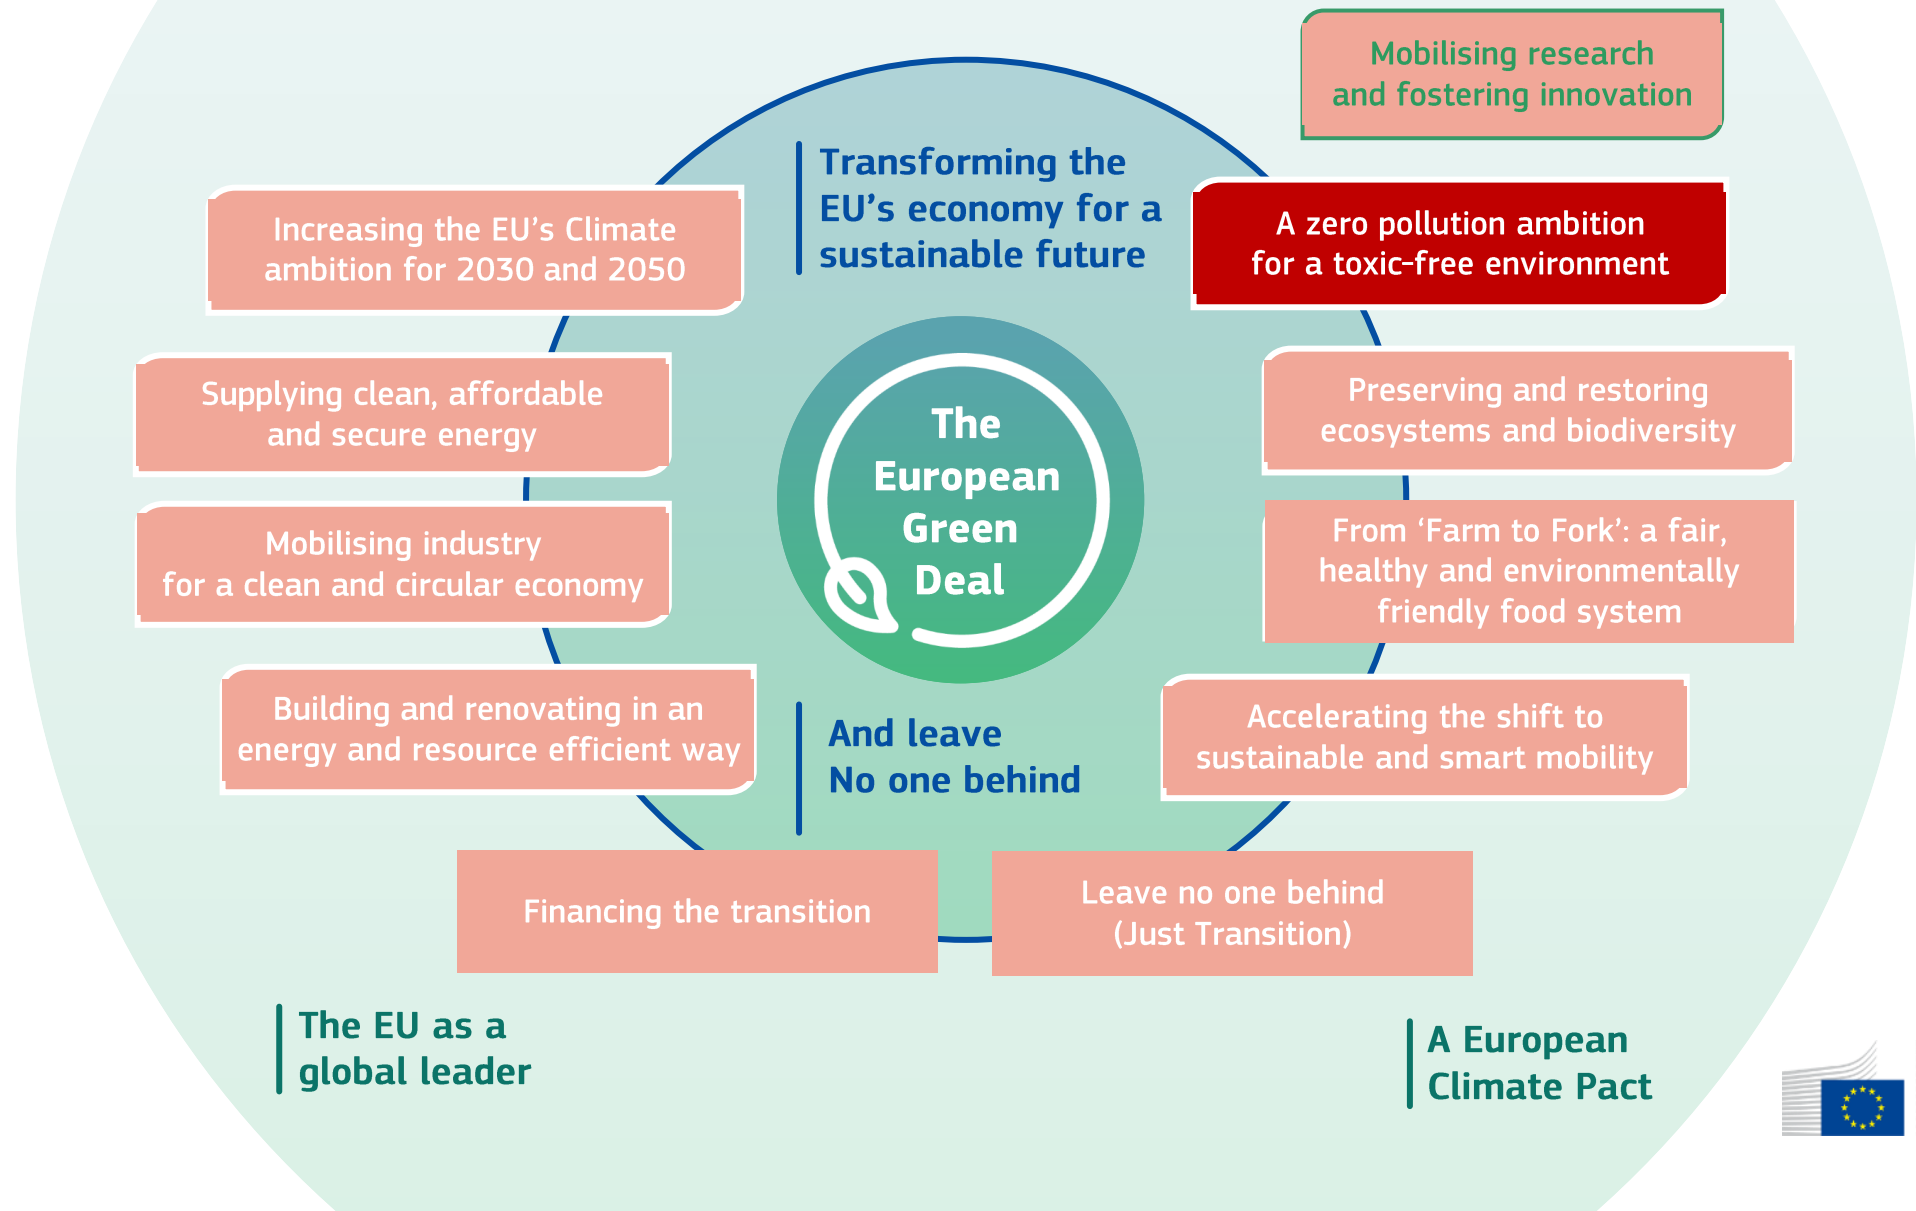 Mobilising research
and fostering innovation
Transforming the
EU’s economy for a
sustainable future
Increasing the EU’s Climate
ambition for 2030 and 2050
A zero pollution ambition
for a toxic-free environment
Supplying clean, affordable
and secure energy
Preserving and restoring
ecosystems and biodiversity
The
European
Green
Deal
Mobilising industry
for a clean and circular economy
From ‘Farm to Fork’: a fair,
healthy and environmentally
friendly food system
Building and renovating in an
energy and resource efficient way
And leave
No one behind
Accelerating the shift to
sustainable and smart mobility
Financing the transition
Leave no one behind
(Just Transition)
The EU as a
global leader
A European
Climate Pact